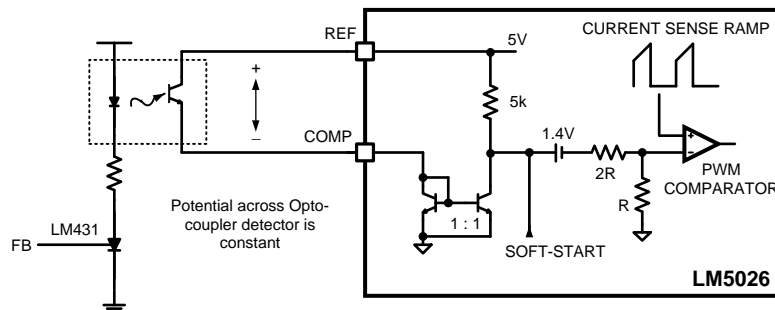 REF
5V
CURRENT SENSE RAMP
+
5k
1.4V
+
–
–
COMP
2R
PWM
COMPARATOR
LM431
Potential across Opto-
coupler detector is
constant
R
1 : 1
FB
SOFT-START
LM5026